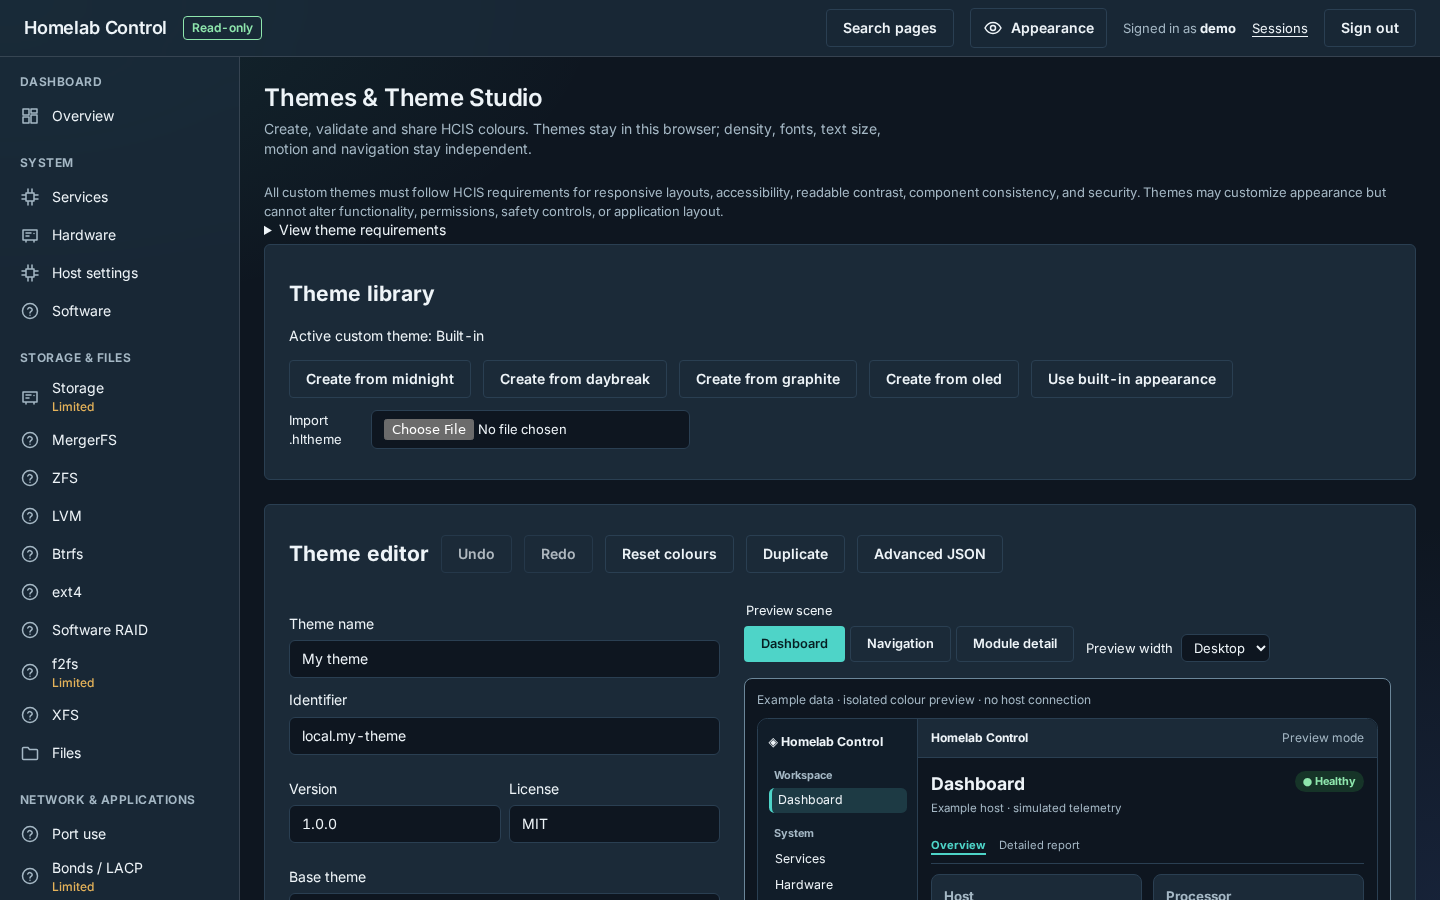 Homelab Control
Read-only
Search pages
Appearance
Signed in as demo
Sessions
Sign out
DASHBOARD
Overview
SYSTEM
Services
Hardware
Host settings
Software
STORAGE & FILES
Storage
Limited
MergerFS
ZFS
LVM
Btrfs
ext4
Software RAID
f2fs
Limited
XFS
Files
NETWORK & APPLICATIONS
Port use
Bonds / LACP
Limited
Themes & Theme Studio
Create, validate and share HCIS colours. Themes stay in this browser; density, fonts, text size,
motion and navigation stay independent.
All custom themes must follow HCIS requirements for responsive layouts, accessibility, readable contrast, component consistency, and security. Themes may customize appearance but
cannot alter functionality, permissions, safety controls, or application layout.
View theme requirements
Theme library
Active custom theme: Built-in
Create from midnight
Create from daybreak
Create from graphite
Create from oled
Use built-in appearance
Import
.hltheme
Choose File No file chosen
Theme editor
Undo
Redo
Reset colours
Duplicate
Advanced JSON
Theme name
My theme
Identifier
local.my-theme
Version
License
1.0.0
MIT
Base theme
Preview scene
Dashboard
Navigation
Module detail
Preview width
Desktop
Example data · isolated colour preview · no host connection
◈ Homelab Control
Workspace
Dashboard
System
Services
Hardware
Homelab Control
Preview mode
Dashboard
● Healthy
Example host · simulated telemetry
Overview
Detailed report
Host
Processor